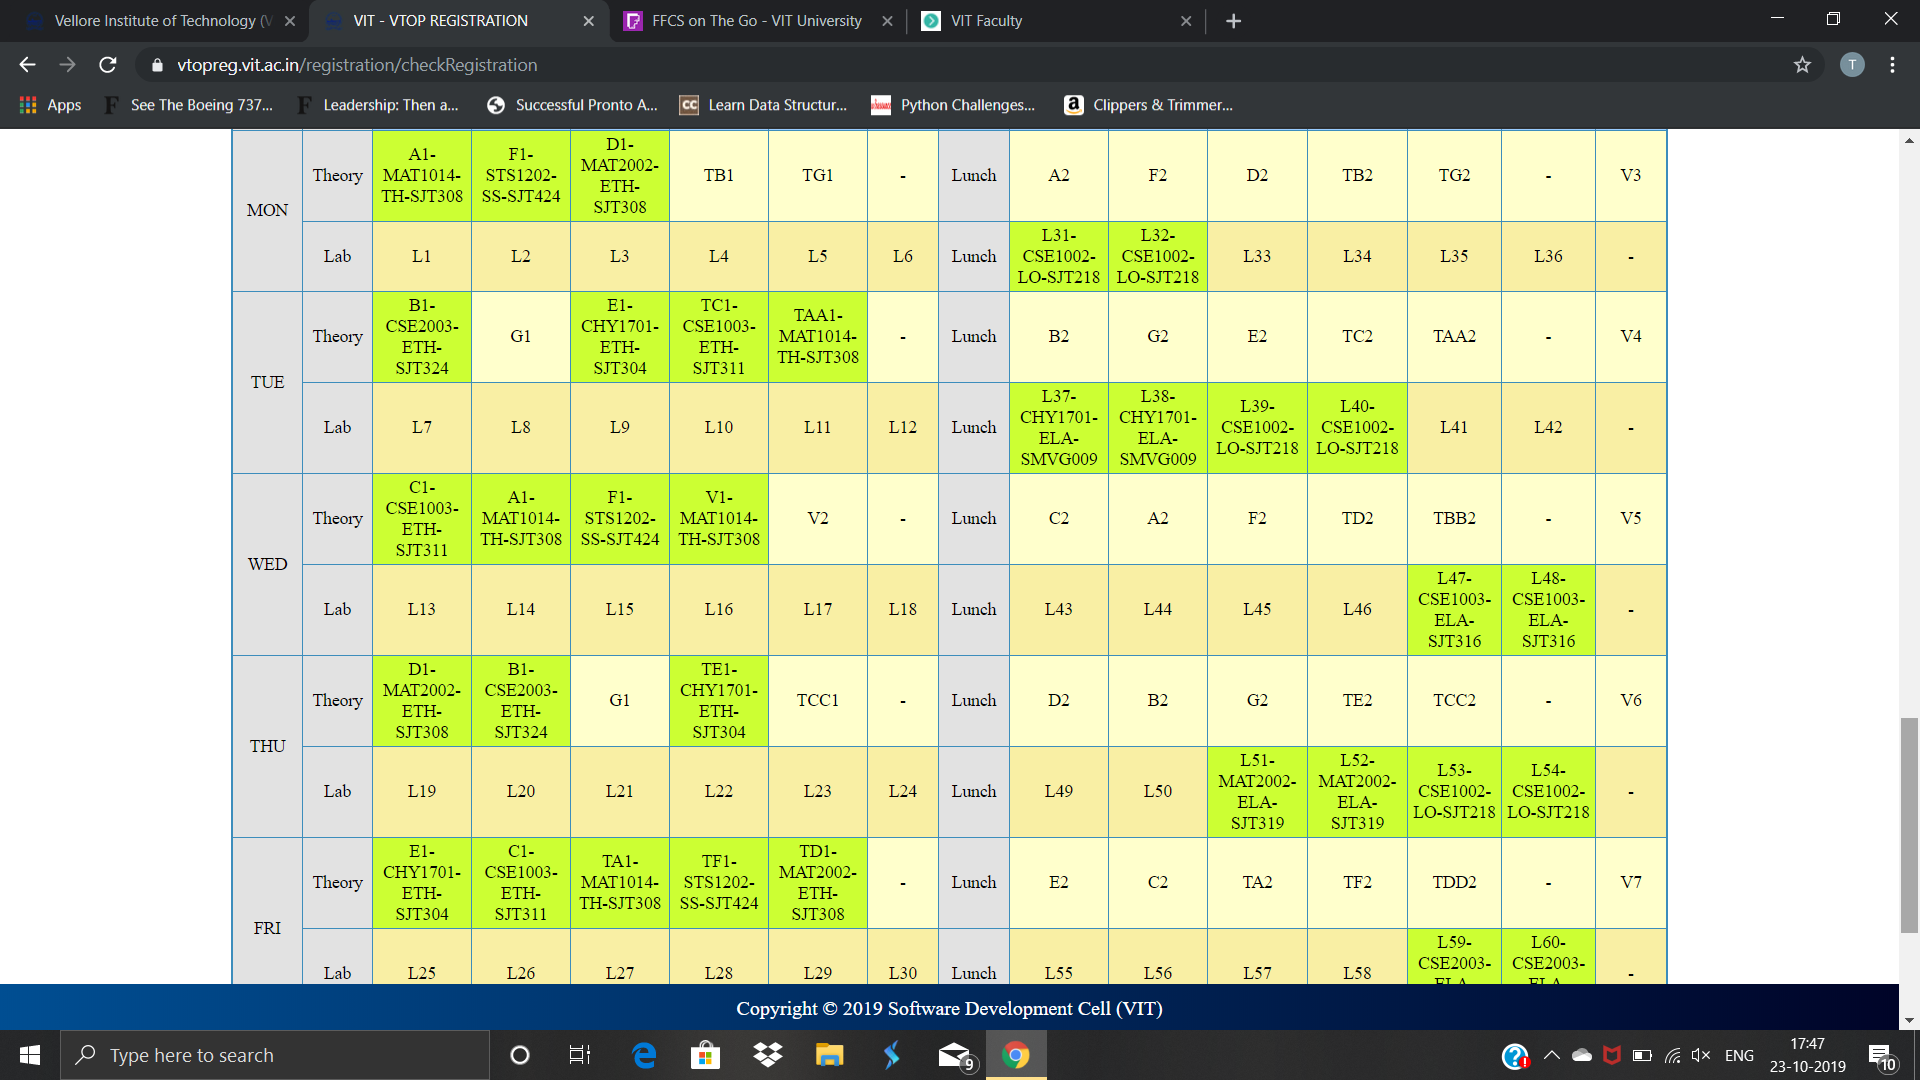 Vellore Institute of Technology (V
VIT - VTOP REGISTRATION
FFCS on The Go - VIT University
VIT Faculty
vtopreg.vit.ac.in/registration/checkRegistration
T
Apps
See The Boeing 737...
Leadership: Then a...
Successful Pronto A...
CC Learn Data Structur...
Python Challenges...
Clippers & Trimmer...
MON
Theory
A1-
MAT1014-
TH-SJT308
F1-
STS1202-
SS-SJT424
D1-
MAT2002-
ETH-
SJT308
TB1
TG1
-
Lunch
A2
F2
D2
TB2
TG2
-
V3
Lab
L1
L2
L3
L4
L5
L6
Lunch
L31-
CSE1002-
LO-SJT218
L32-
CSE1002-
LO-SJT218
L33
L34
L35
L36
-
TUE
Theory
B1-
CSE2003-
ETH-
SJT324
G1
E1-
CHY1701-
ETH-
SJT304
TC1-
CSE1003-
ETH-
SJT311
TAA1-
MAT1014-
TH-SJT308
-
Lunch
B2
G2
E2
TC2
TAA2
-
V4
Lab
L7
L8
L9
L10
L11
L12
Lunch
L37-
CHY1701-
ELA-
SMVG009
L38-
CHY1701-
ELA-
SMVG009
L39-
CSE1002-
LO-SJT218
L40-
CSE1002-
LO-SJT218
L41
L42
-
WED
Theory
C1-
CSE1003-
ETH-
SJT311
A1-
MAT1014-
TH-SJT308
F1-
STS1202-
SS-SJT424
V1-
MAT1014-
TH-SJT308
V2
-
Lunch
C2
A2
F2
TD2
TBB2
-
V5
Lab
L13
L14
L15
L16
L17
L18
Lunch
L43
L44
L45
L46
L47-
CSE1003-
ELA-
SJT316
L48-
CSE1003-
ELA-
SJT316
-
THU
Theory
D1-
MAT2002-
ETH-
SJT308
B1-
CSE2003-
ETH-
SJT324
G1
TE1-
CHY1701-
ETH-
SJT304
TCC1
-
Lunch
D2
B2
G2
TE2
TCC2
-
V6
Lab
L19
L20
L21
L22
L23
L24
Lunch
L49
L50
L51-
MAT2002-
ELA-
SJT319
L52-
MAT2002-
ELA-
SJT319
L53-
CSE1002-
LO-SJT218
L54-
CSE1002-
LO-SJT218
-
FRI
Theory
E1-
CHY1701-
ETH-
SJT304
C1-
CSE1003-
ETH-
SJT311
TA1-
MAT1014-
TH-SJT308
TF1-
STS1202-
SS-SJT424
TD1-
MAT2002-
ETH-
SJT308
-
Lunch
E2
C2
TA2
TF2
TDD2
-
V7
Lab
L25
L26
L27
L28
L29
L30
Lunch
L55
L56
L57
L58
L59-
CSE2003-
ELA-
L60-
CSE2003-
ELA-
-
Copyright © 2019 Software Development Cell (VIT)
Type here to search
9
ENG
17:47
23-10-2019
10